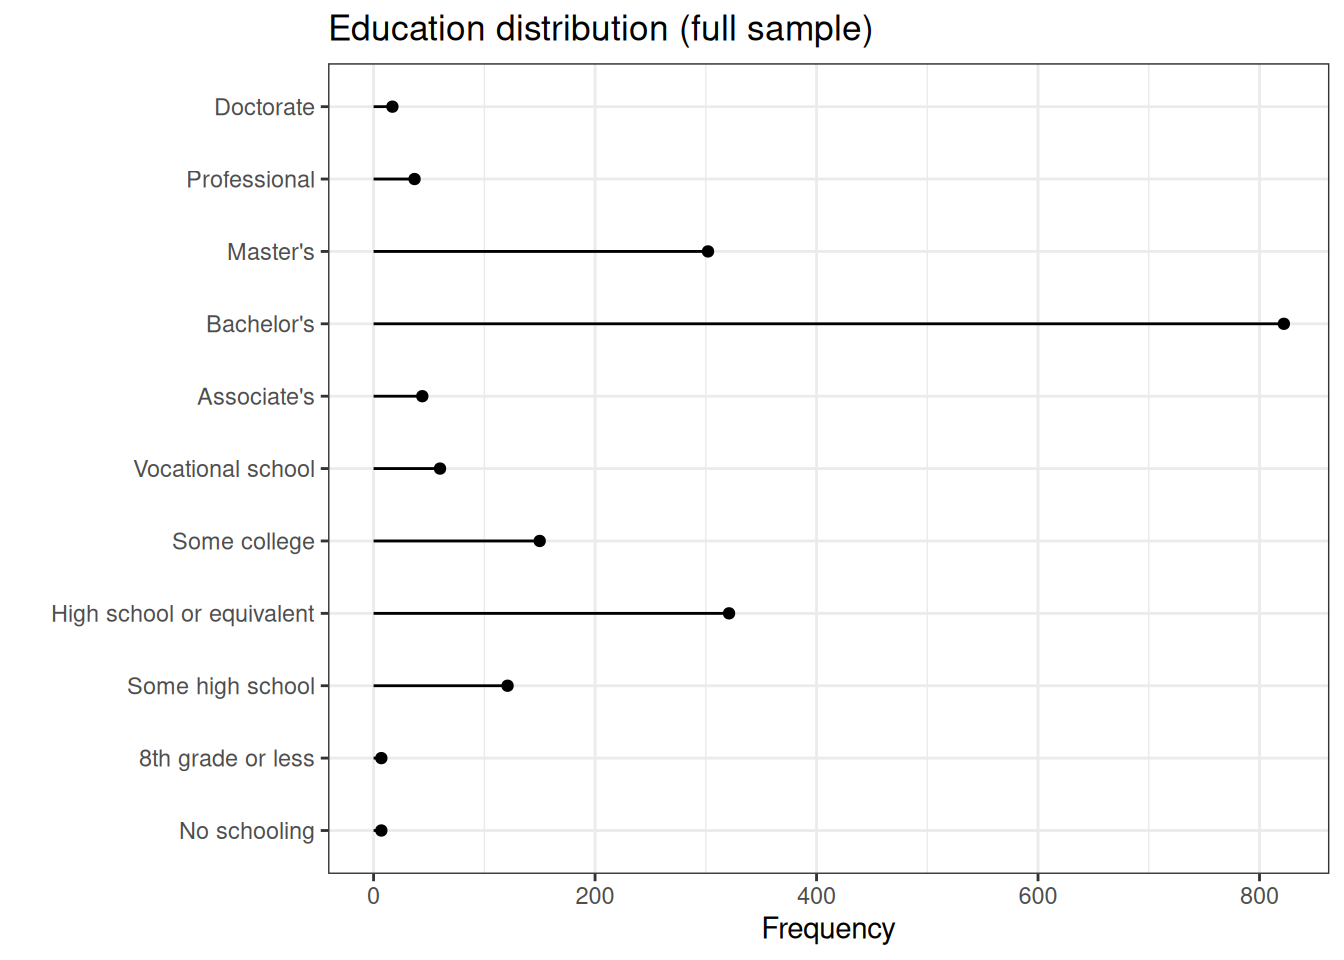 Education distribution (full sample)
Doctorate
Professional
Master's
Bachelor's
Associate's
Vocational school
Some college
High school or equivalent
Some high school
8th grade or less
No schooling
0 200 400 600 800
Frequency